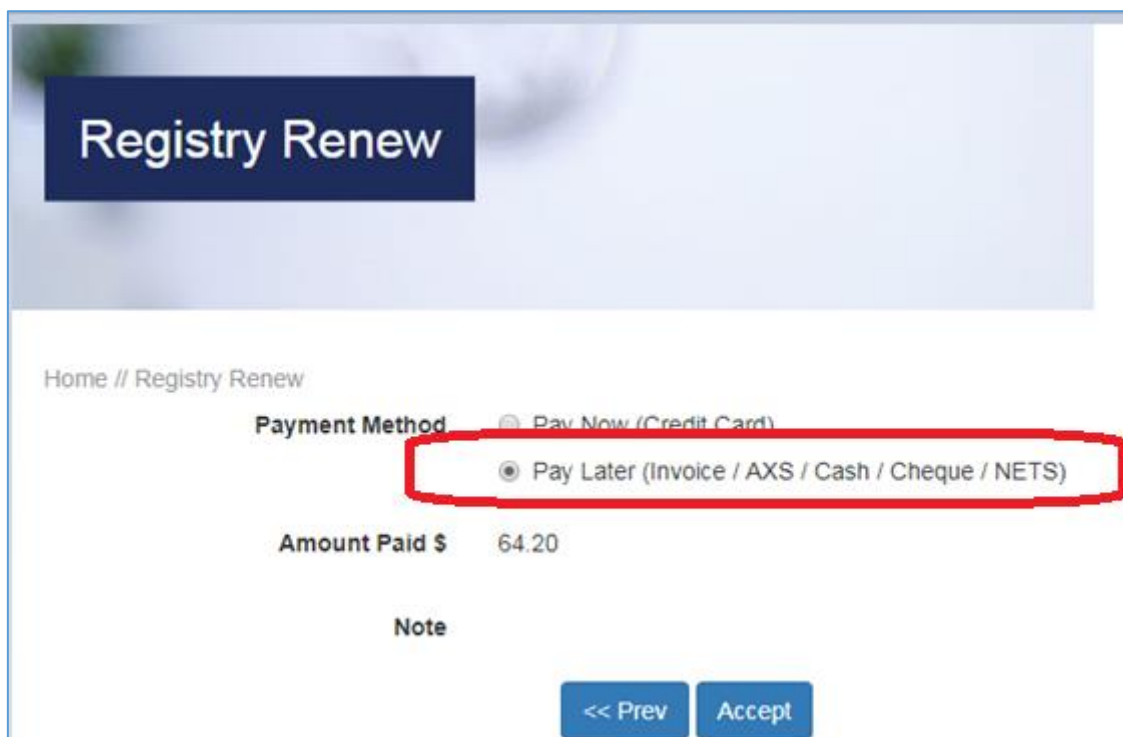 Registry Renew
Home // Registry Renew
Payment Method Pay Now (Credit Card)
Pay Later (Invoice / AXS / Cash / Cheque / NETS)
Amount Paid $ 64.20
Note
<< Prev Accept